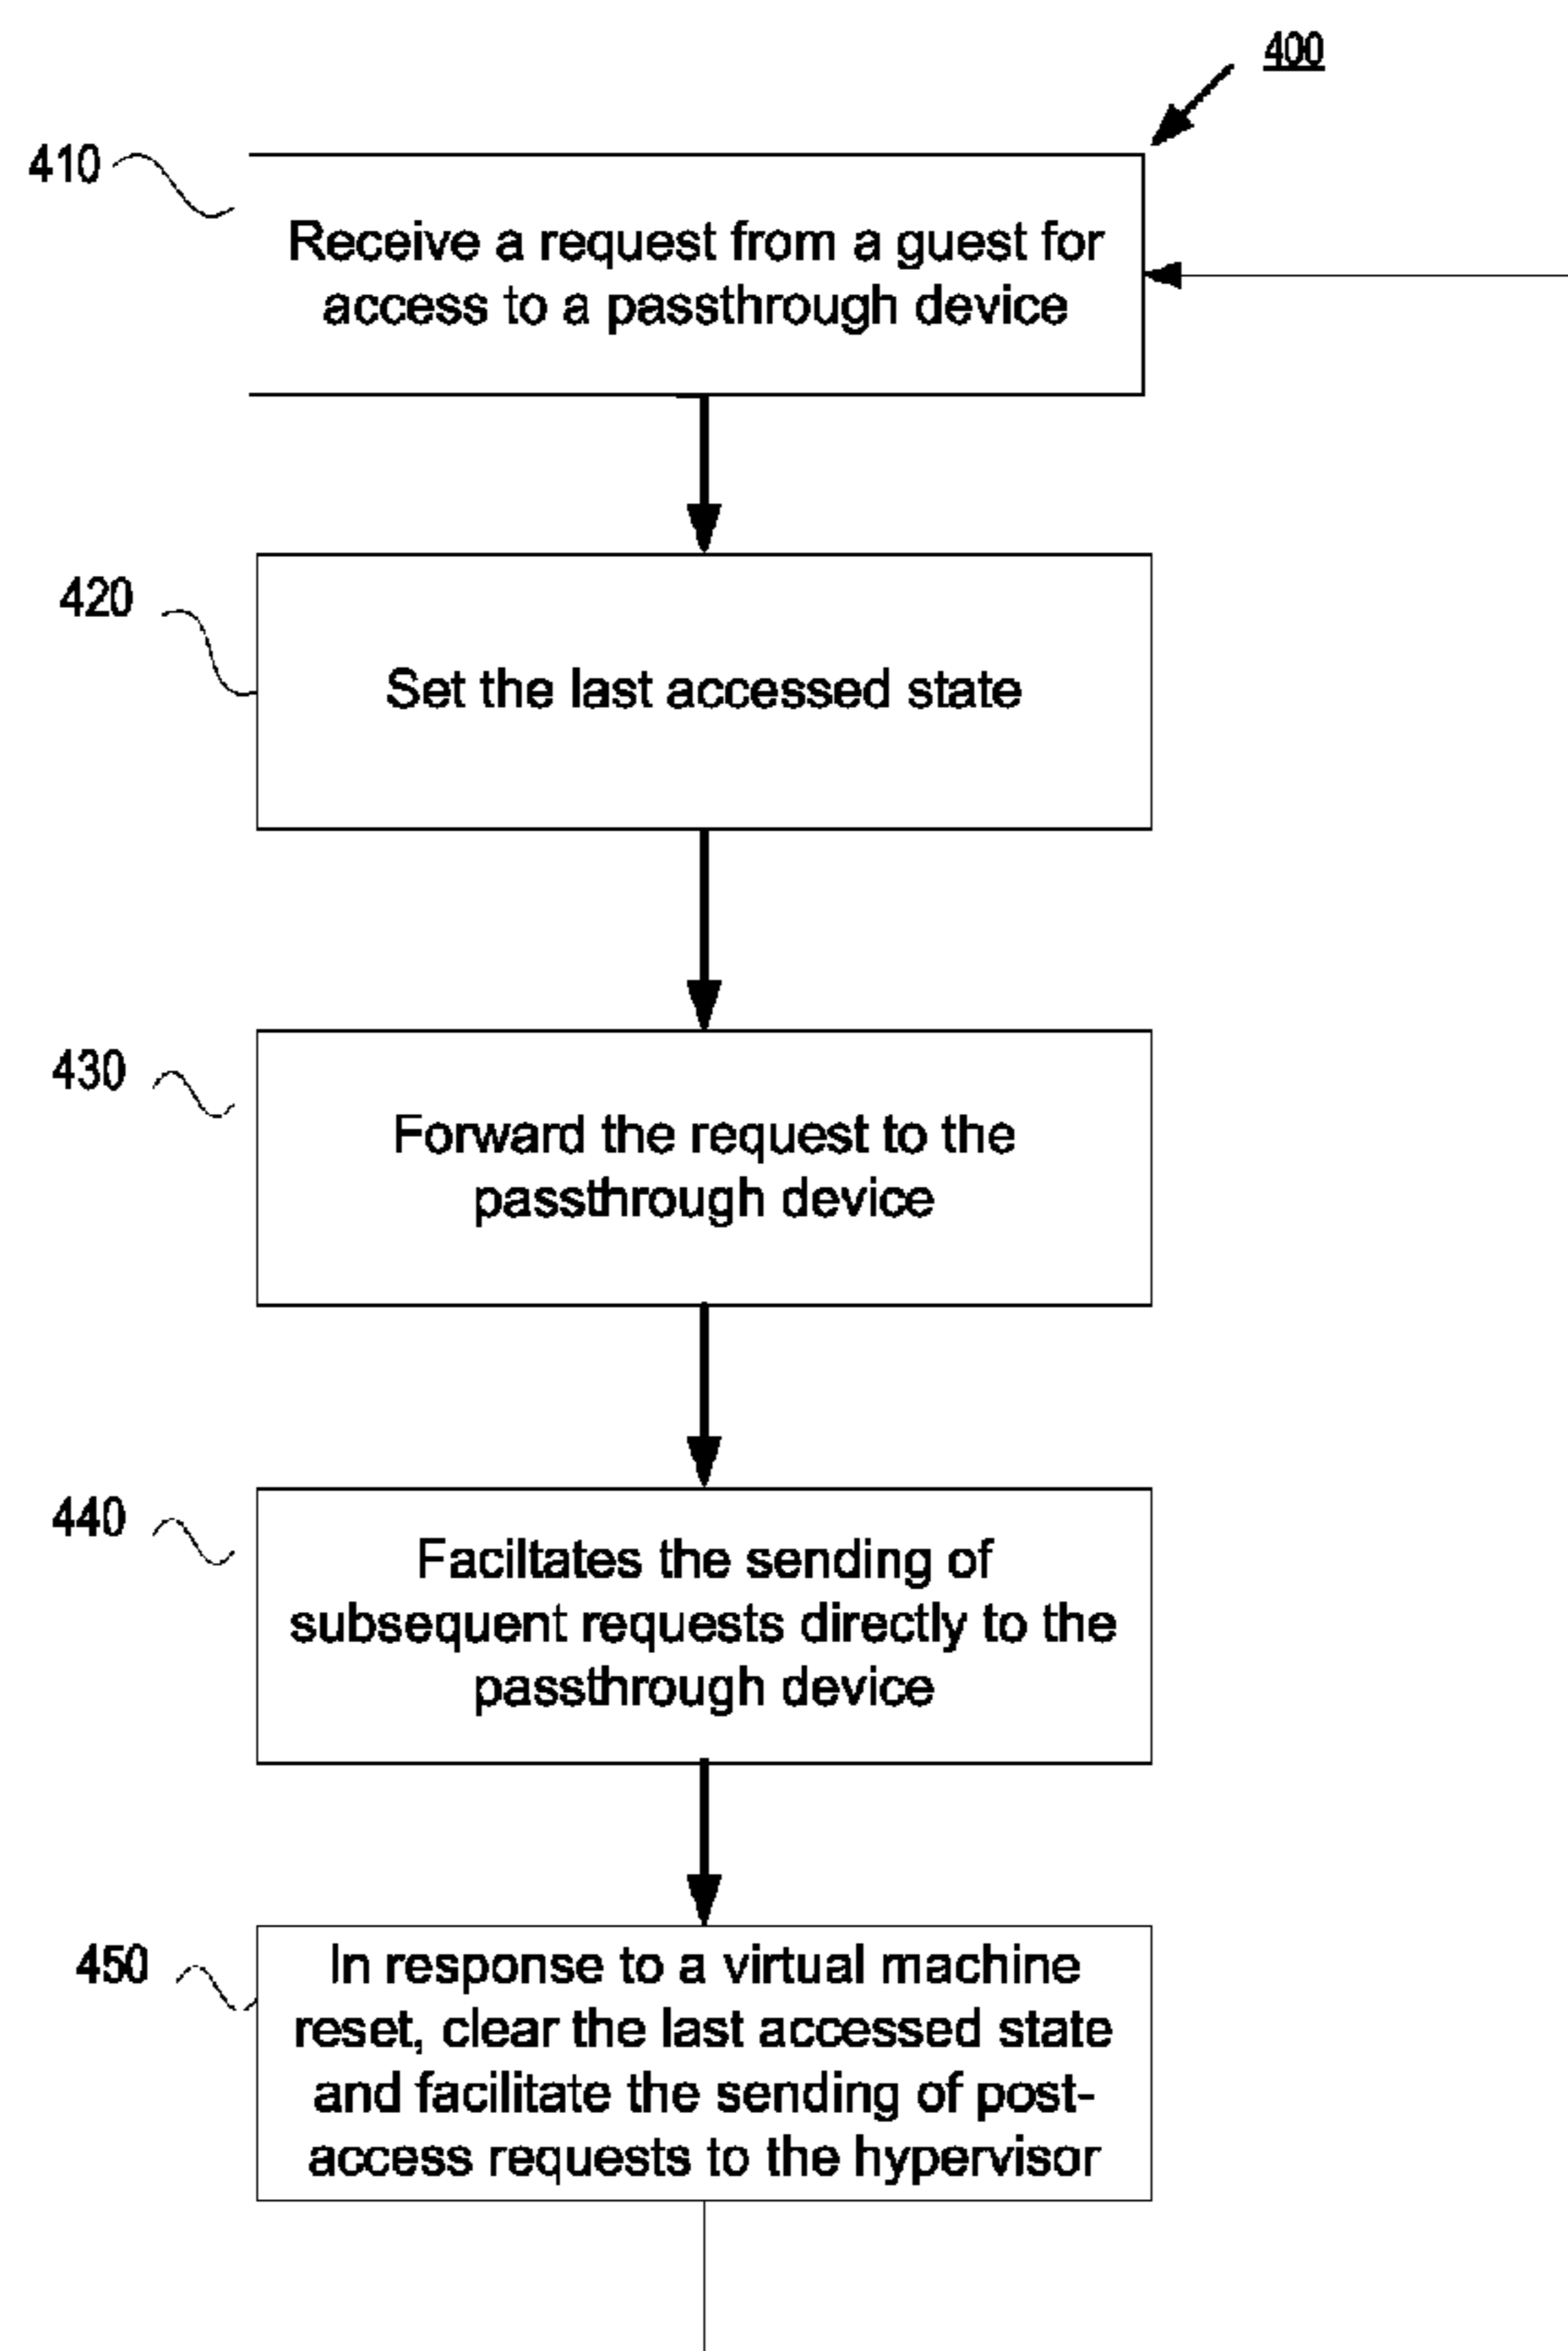 400
410
Receive a request from a guest for
access to a passthrough device
420
Set the last accessed state
430
Forward the request to the
passthrough device
440
Faciltates the sending of
subsequent requests directly to the
passthrough device
450
In response to a virtual machine
reset, clear the last accessed state
and facilitate the sending of post-
access requests to the hypervisor